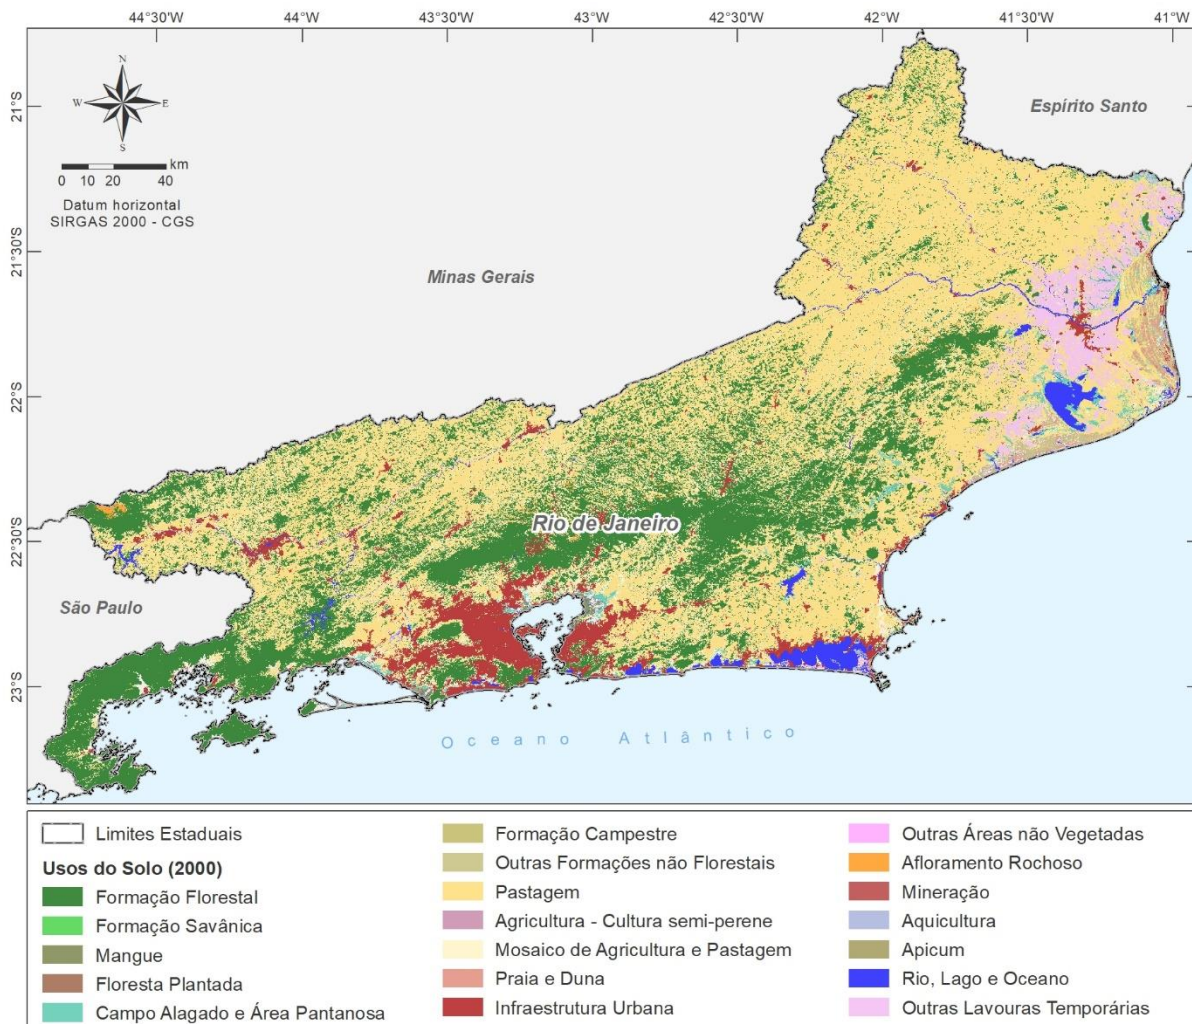 44°30'W 44°W 43°30'W 43°W 42°30'W 42°W 41°30'W 41°W
N
W E
S
km
0 10 20 40
Datum horizontal
SIRGAS 2000 - CGS
21°S
21°30'S
22°S
22°30'S
23°S
Espírito Santo
Minas Gerais
Rio de Janeiro
São Paulo
Oceano Atlântico
Limites Estaduais
Usos do Solo (2000)
Formação Florestal
Formação Savânica
Mangue
Floresta Plantada
Campo Alagado e Área Pantanosa
Formação Campestre
Outras Formações não Florestais
Pastagem
Agricultura - Cultura semi-perene
Mosaico de Agricultura e Pastagem
Praia e Duna
Infraestrutura Urbana
Outras Áreas não Vegetadas
Afloramento Rochoso
Mineração
Aquicultura
Apicum
Rio, Lago e Oceano
Outras Lavouras Temporárias